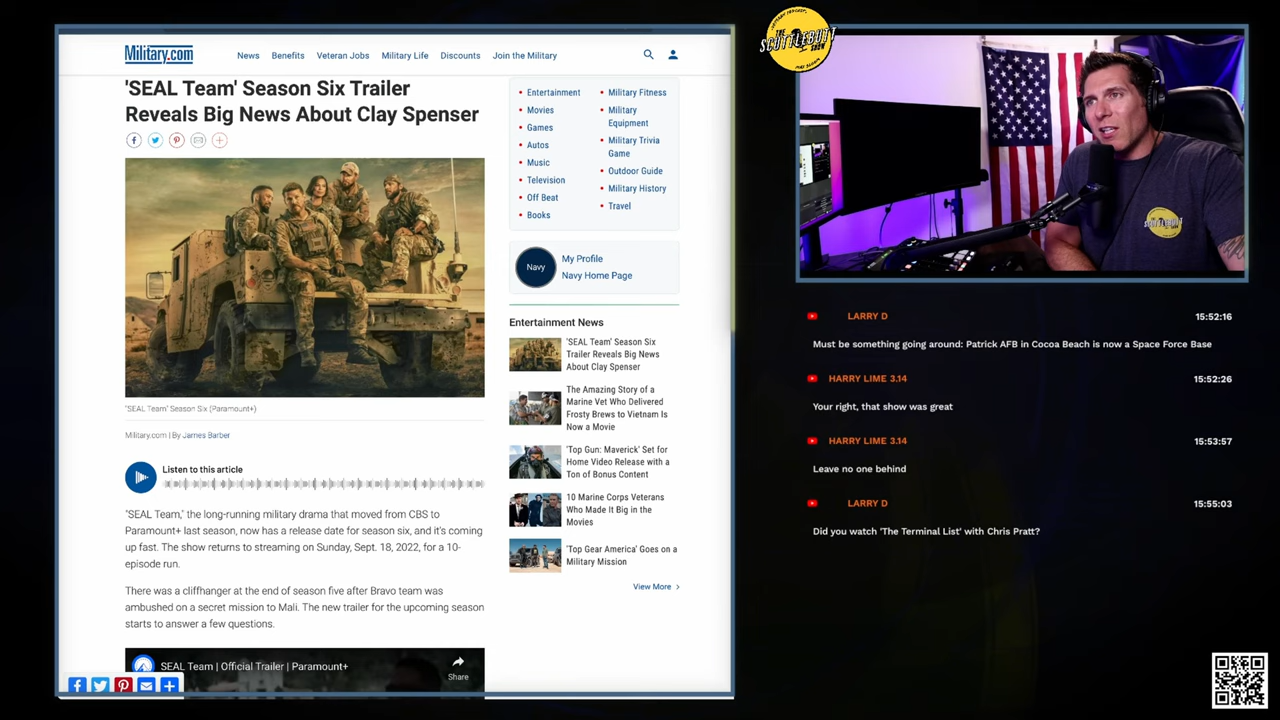 Military.com
News
Benefits
Veteran Jobs
Military Life
Discounts
Join the Military
'SEAL Team' Season Six Trailer
Reveals Big News About Clay Spenser
'SEAL Team' Season Six (Paramount+)
Military.com | By James Barber
Listen to this article
"SEAL Team," the long-running military drama that moved from CBS to
Paramount+ last season, now has a release date for season six, and it's coming
up fast. The show returns to streaming on Sunday, Sept. 18, 2022, for a 10-
episode run.
There was a cliffhanger at the end of season five after Bravo team was
ambushed on a secret mission to Mali. The new trailer for the upcoming season
starts to answer a few questions.
SEAL Team | Official Trailer | Paramount+
Share
Entertainment
Movies
Games
Autos
Music
Television
Off Beat
Books
Military Fitness
Military
Equipment
Military Trivia
Game
Outdoor Guide
Military History
Travel
Navy
My Profile
Navy Home Page
Entertainment News
'SEAL Team' Season Six
Trailer Reveals Big News
About Clay Spenser
The Amazing Story of a
Marine Vet Who Delivered
Frosty Brews to Vietnam Is
Now a Movie
'Top Gun: Maverick' Set for
Home Video Release with a
Ton of Bonus Content
10 Marine Corps Veterans
Who Made It Big in the
Movies
'Top Gear America' Goes on a
Military Mission
View More
THE
SCUTTLEBUTT
SHOW
LARRY D 15:52:16
Must be something going around: Patrick AFB in Cocoa Beach is now a Space Force Base
HARRY LIME 3.14 15:52:26
Your right, that show was great
HARRY LIME 3.14 15:53:57
Leave no one behind
LARRY D 15:55:03
Did you watch 'The Terminal List' with Chris Pratt?